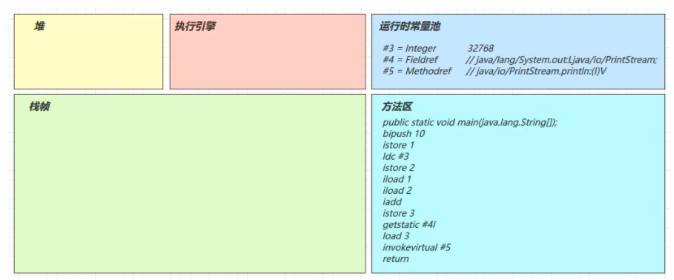 堆
执行引擎
运行时常量池
#3 = Integer 32768
#4 = Fieldref // java/lang/System.out:Ljava/io/PrintStream;
#5 = Methodref // java/io/PrintStream.println:(I)V
栈帧
方法区
public static void main(java.lang.String[]);
bipush 10
istore 1
ldc #3
istore 2
iload 1
iload 2
iadd
istore 3
getstatic #4I
load 3
invokevirtual #5
return